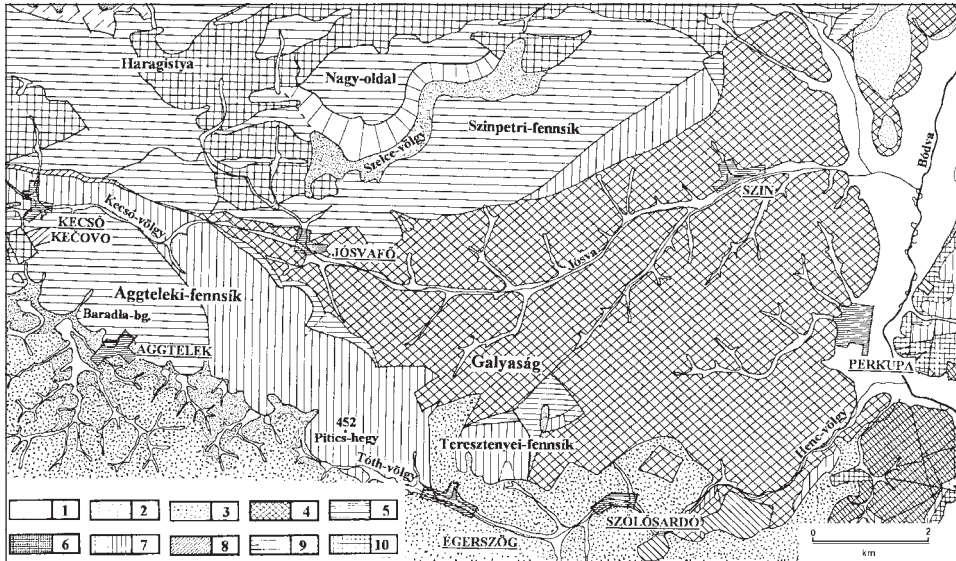 Haragistya
Nagy-oldal
Szinpetri-fennsík
Szelce-völgy
Bódva
SZIN
Kecső-völgy
KECSŐ
KEČOVO
JÓSVAFŐ
Jósva
Aggteleki-fennsík
Baradla-bg.
AGGTELEK
Galyaság
PERKUPA
452
Pitics-hegy
Teresztenyei-fennsík
Henc-völgy
Tóth-völgy
SZŐLŐSARDÓ
ÉGERSZÖG
1 2 3 4 5
6 7 8 9 10
0 2
km